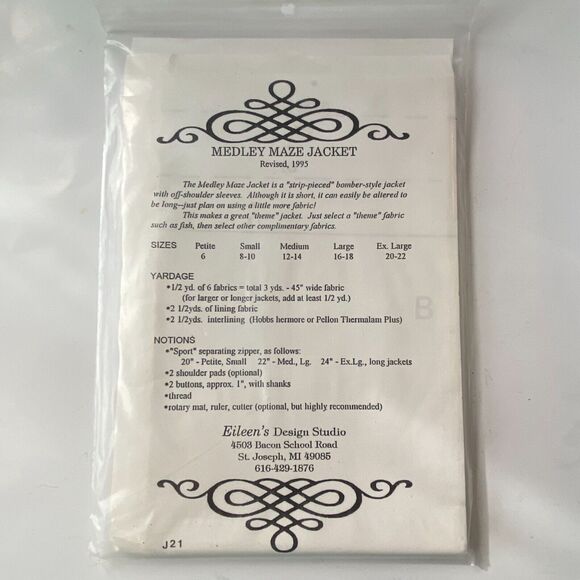 MEDLEY MAZE JACKET
Revised, 1995
The Medley Maze Jacket is a "strip-pieced" bomber-style jacket
with off-shoulder sleeves. Although it is short, it can easily be altered to
be long--just plan on using a little more fabric!
This makes a great "theme" jacket. Just select a "theme" fabric
such as fish, then select other complimentary fabrics.
SIZES Petite Small Medium Large Ex. Large
6 8-10 12-14 16-18 20-22
YARDAGE
•1/2 yd. of 6 fabrics = total 3 yds. - 45" wide fabric
(for larger or longer jackets, add at least 1/2 yd.)
•2 1/2yds. of lining fabric
•2 1/2yds. interlining (Hobbs hermore or Pellon Thermalam Plus)
B
NOTIONS
•"Sport" separating zipper, as follows:
20" - Petite, Small 22" - Med., Lg. 24" - Ex.Lg., long jackets
•2 shoulder pads (optional)
•2 buttons, approx. 1", with shanks
•thread
•rotary mat, ruler, cutter (optional, but highly recommended)
Eileen's Design Studio
4503 Bacon School Road
St. Joseph, MI 49085
616-429-1876
J21